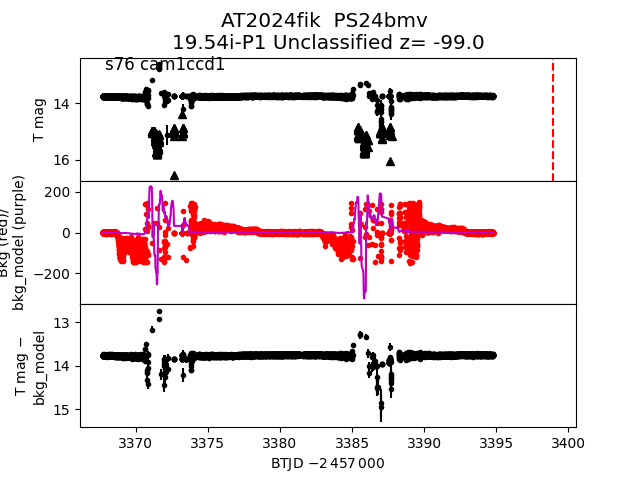 AT2024fik  PS24bmv
19.54i-P1 Unclassified z= -99.0
s76 cam1ccd1
T mag
14
16
Bkg (red)/
bkg_model (purple)
200
0
−200
T mag −
bkg_model
13
14
15
3370
3375
3380
3385
3390
3395
3400
BTJD −2 457 000